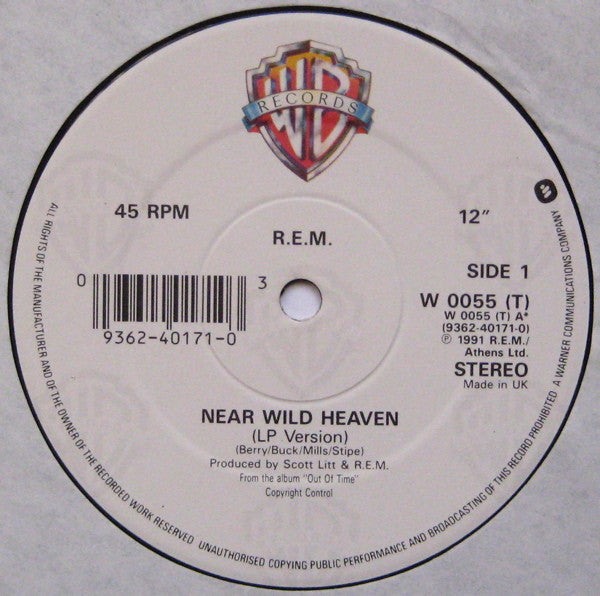 WB
RECORDS
45 RPM
12"
R.E.M.
SIDE 1
0
3
9362-40171-0
W 0055 (T)
W 0055 (T) A*
(9362-40171-0)
℗ 1991 R.E.M./
Athens Ltd.
STEREO
Made in UK
NEAR WILD HEAVEN
(LP Version)
(Berry/Buck/Mills/Stipe)
Produced by Scott Litt & R.E.M.
From the album "Out Of Time"
Copyright Control
ALL RIGHTS OF THE MANUFACTURER AND OF THE OWNER OF THE RECORDED WORK RESERVED UNAUTHORISED COPYING PUBLIC PERFORMANCE AND BROADCASTING OF THIS RECORD PROHIBITED A WARNER COMMUNICATIONS COMPANY